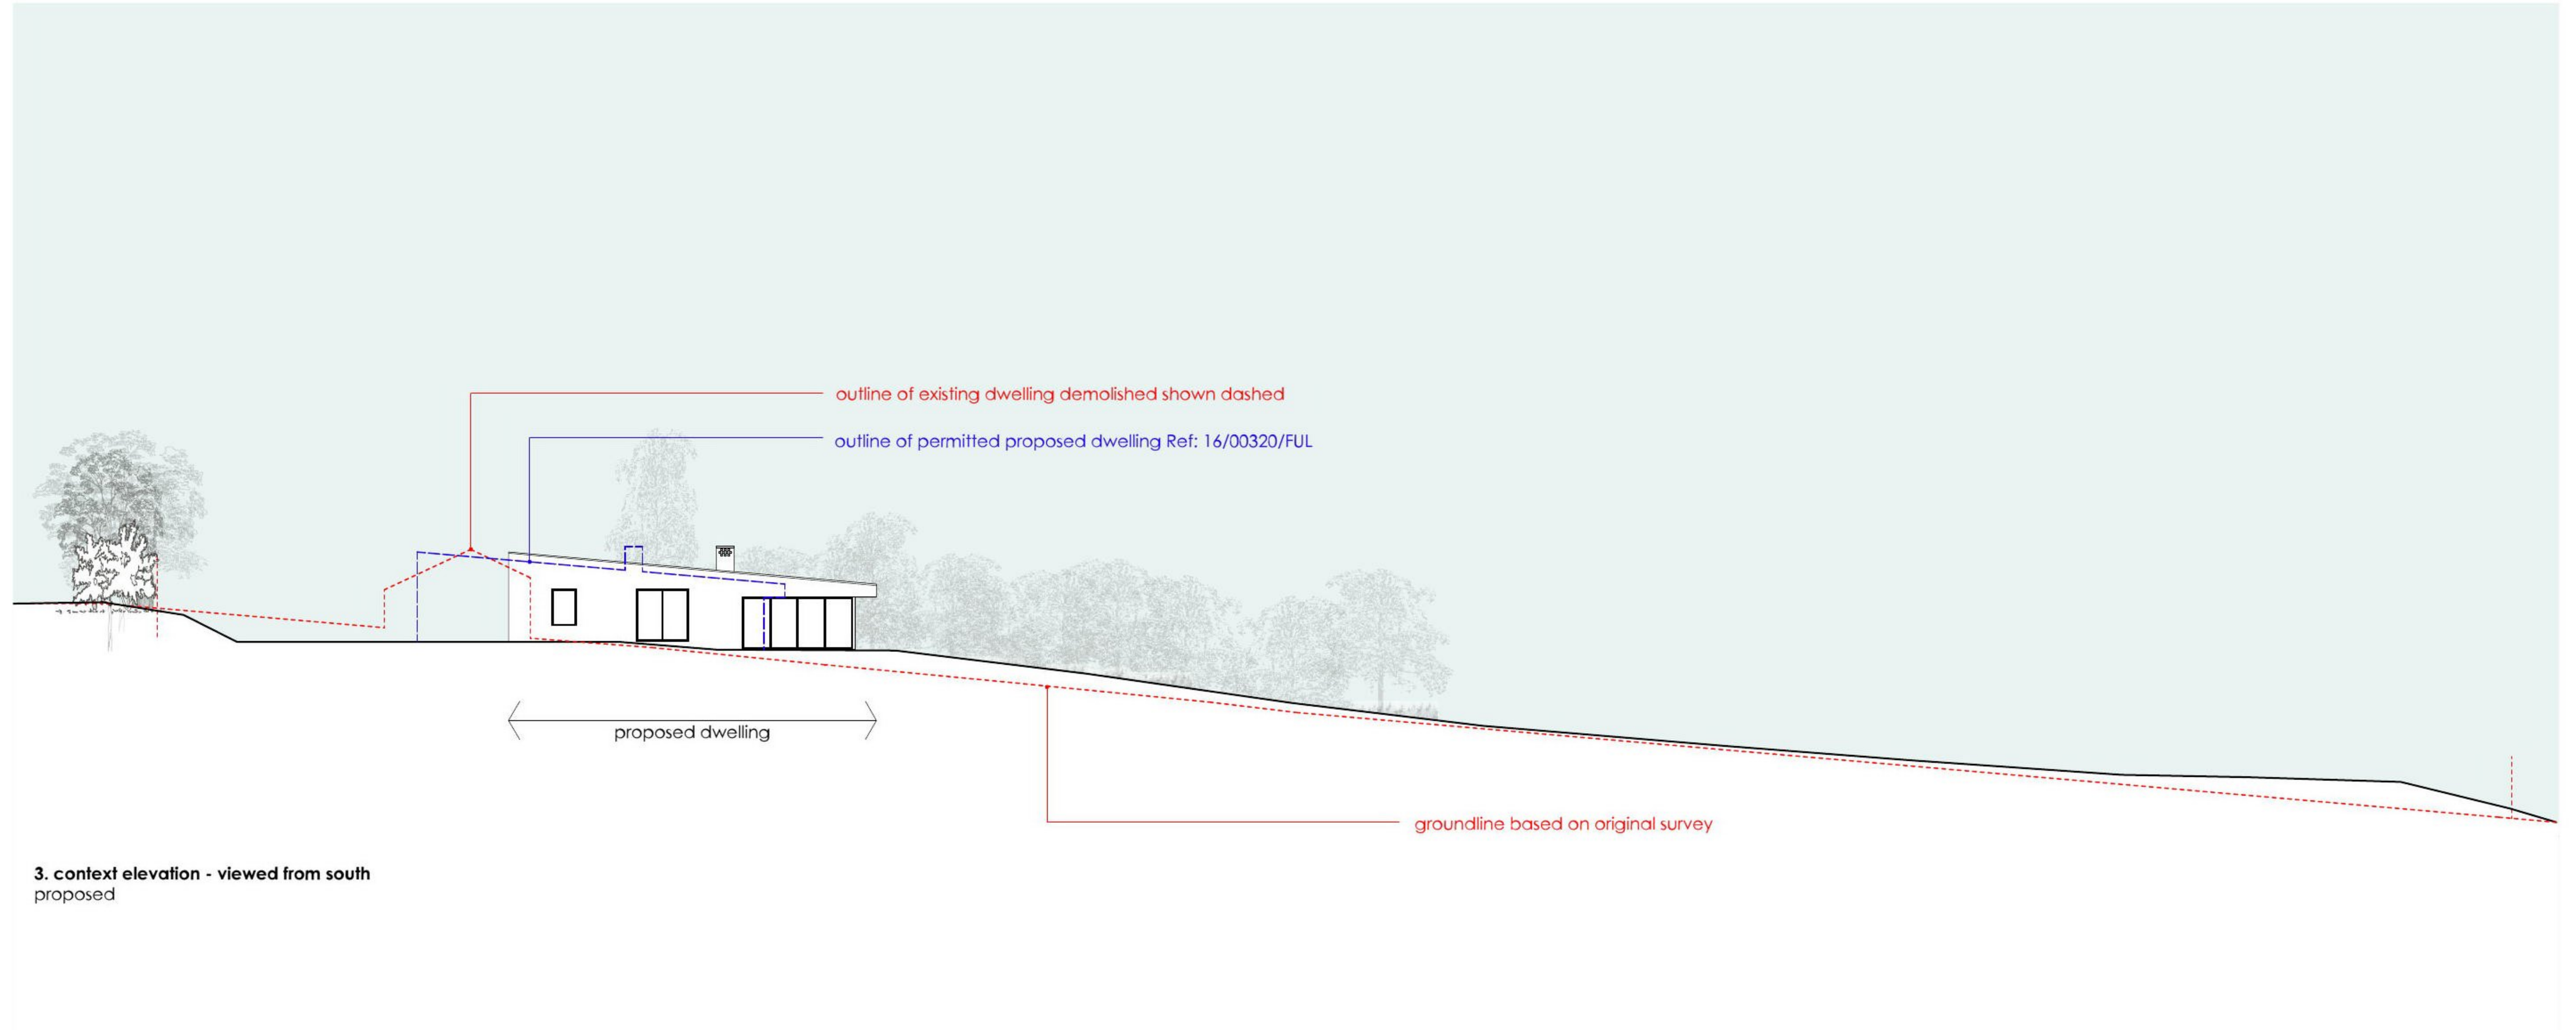 outline of existing dwelling demolished shown dashed
outline of permitted proposed dwelling Ref: 16/00320/FUL
proposed dwelling
groundline based on original survey
3. context elevation - viewed from south
proposed